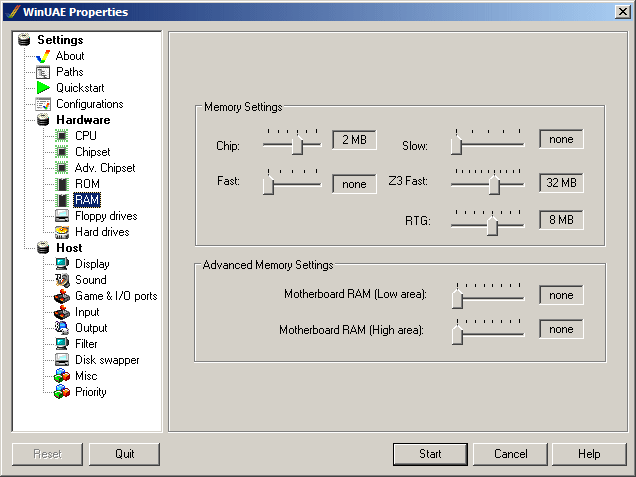 WinUAE Properties
Settings
About
Paths
Quickstart
Configurations
Hardware
CPU
Chipset
Adv. Chipset
ROM
RAM
Floppy drives
Hard drives
Host
Display
Sound
Game & I/O ports
Input
Output
Filter
Disk swapper
Misc
Priority
Memory Settings
Chip: 2 MB Slow: none
Fast: none Z3 Fast: 32 MB
RTG: 8 MB
Advanced Memory Settings
Motherboard RAM (Low area): none
Motherboard RAM (High area): none
Reset Quit Start Cancel Help